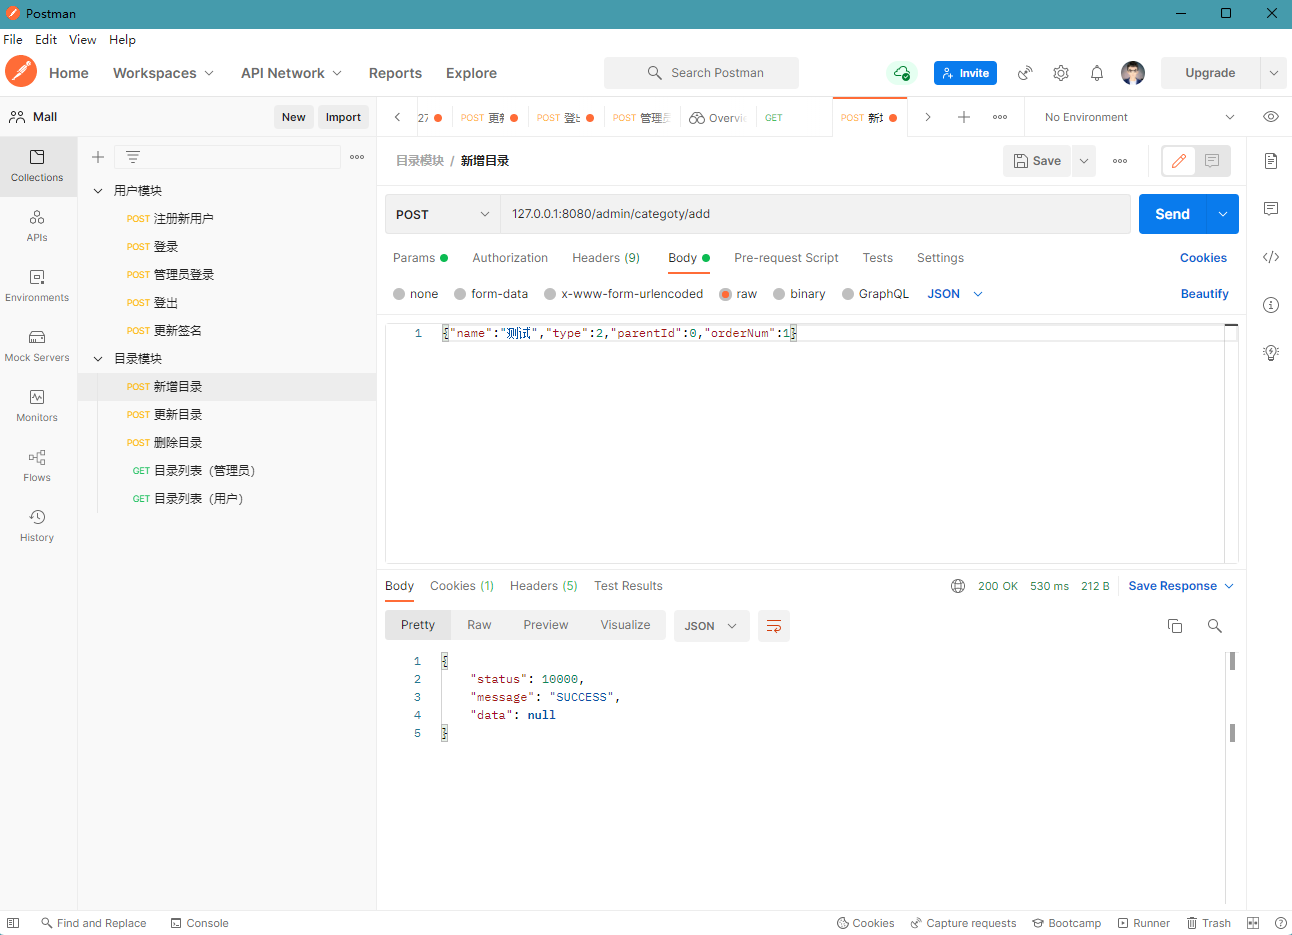 Postman
File Edit View Help
Home Workspaces API Network Reports Explore Search Postman Invite Upgrade
Mall New Import
27 POST 更新 POST 登出 POST 管理员 Overvi GET POST 新增 No Environment
Collections
APIs
Environments
Mock Servers
Monitors
Flows
History
用户模块
POST 注册新用户
POST 登录
POST 管理员登录
POST 登出
POST 更新签名
目录模块
POST 新增目录
POST 更新目录
POST 删除目录
GET 目录列表（管理员）
GET 目录列表（用户）
目录模块 / 新增目录 Save
POST 127.0.0.1:8080/admin/categoty/add Send
Params Authorization Headers (9) Body Pre-request Script Tests Settings Cookies
none form-data x-www-form-urlencoded raw binary GraphQL JSON Beautify
1 {"name":"测试","type":2,"parentId":0,"orderNum":1}
Body Cookies (1) Headers (5) Test Results 200 OK 530 ms 212 B Save Response
Pretty Raw Preview Visualize JSON
1 {
2 "status": 10000,
3 "message": "SUCCESS",
4 "data": null
5 }
Find and Replace Console Cookies Capture requests Bootcamp Runner Trash